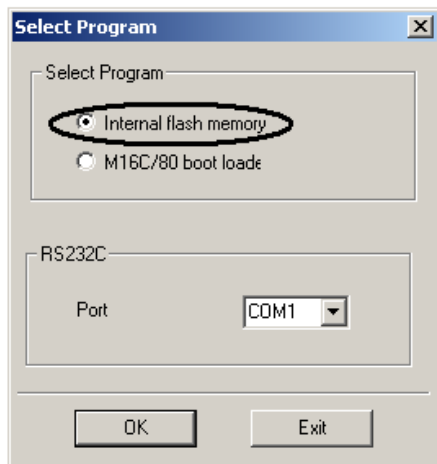 Select Program
Select Program
Internal flash memory
M16C/80 boot loade
RS232C
Port
COM1
OK
Exit